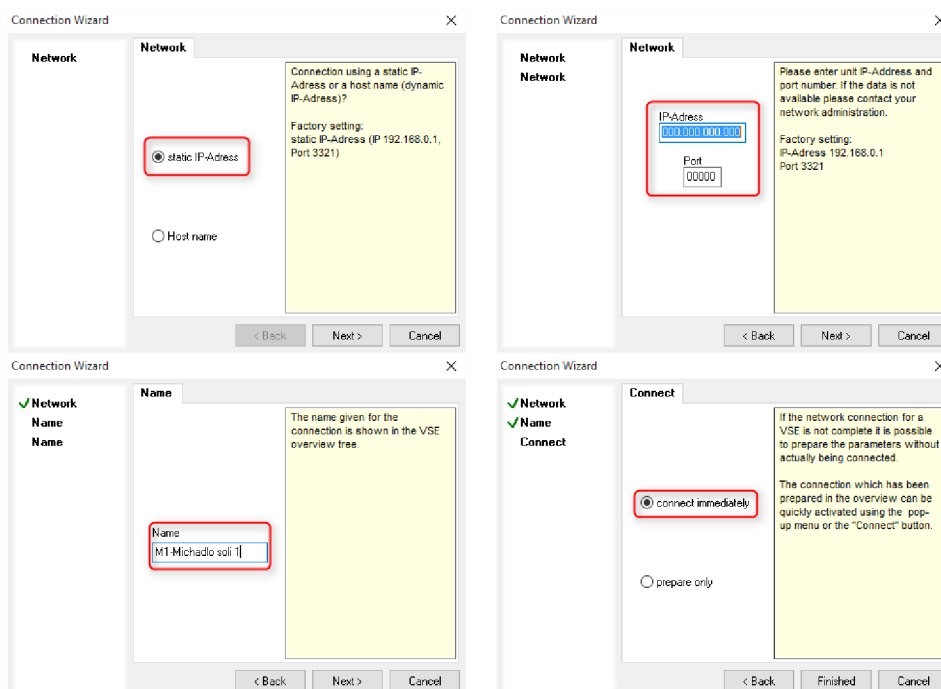 Connection Wizard
Network
Network
Connection using a static IP-
Adress or a host name (dynamic
IP-Adress)?
Factory setting:
static IP-Adress (IP 192.168.0.1,
Port 3321)
static IP-Adress
Host name
< Back
Next >
Cancel
Connection Wizard
Network
Network
Network
Please enter unit IP-Address and
port number. If the data is not
available please contact your
network administration.
Factory setting:
IP-Adress 192.168.0.1
Port 3321
IP-Adress
000.000.000.000
Port
00000
< Back
Next >
Cancel
Connection Wizard
Network
Name
Name
Name
The name given for the
connection is shown in the VSE
overview tree.
Name
M1-Michadlo soli 1
< Back
Next >
Cancel
Connection Wizard
Network
Name
Connect
Connect
If the network connection for a
VSE is not complete it is possible
to prepare the parameters without
actually being connected.
The connection which has been
prepared in the overview can be
quickly activated using the pop-
up menu or the "Connect" button.
connect immediately
prepare only
< Back
Finished
Cancel